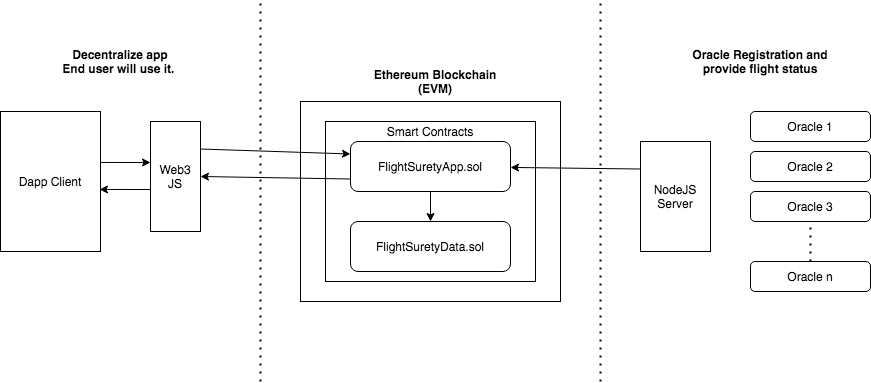 Decentralize app
End user will use it.
Dapp Client
Web3
JS
Ethereum Blockchain
(EVM)
Smart Contracts
FlightSuretyApp.sol
FlightSuretyData.sol
Oracle Registration and
provide flight status
NodeJS
Server
Oracle 1
Oracle 2
Oracle 3
Oracle n